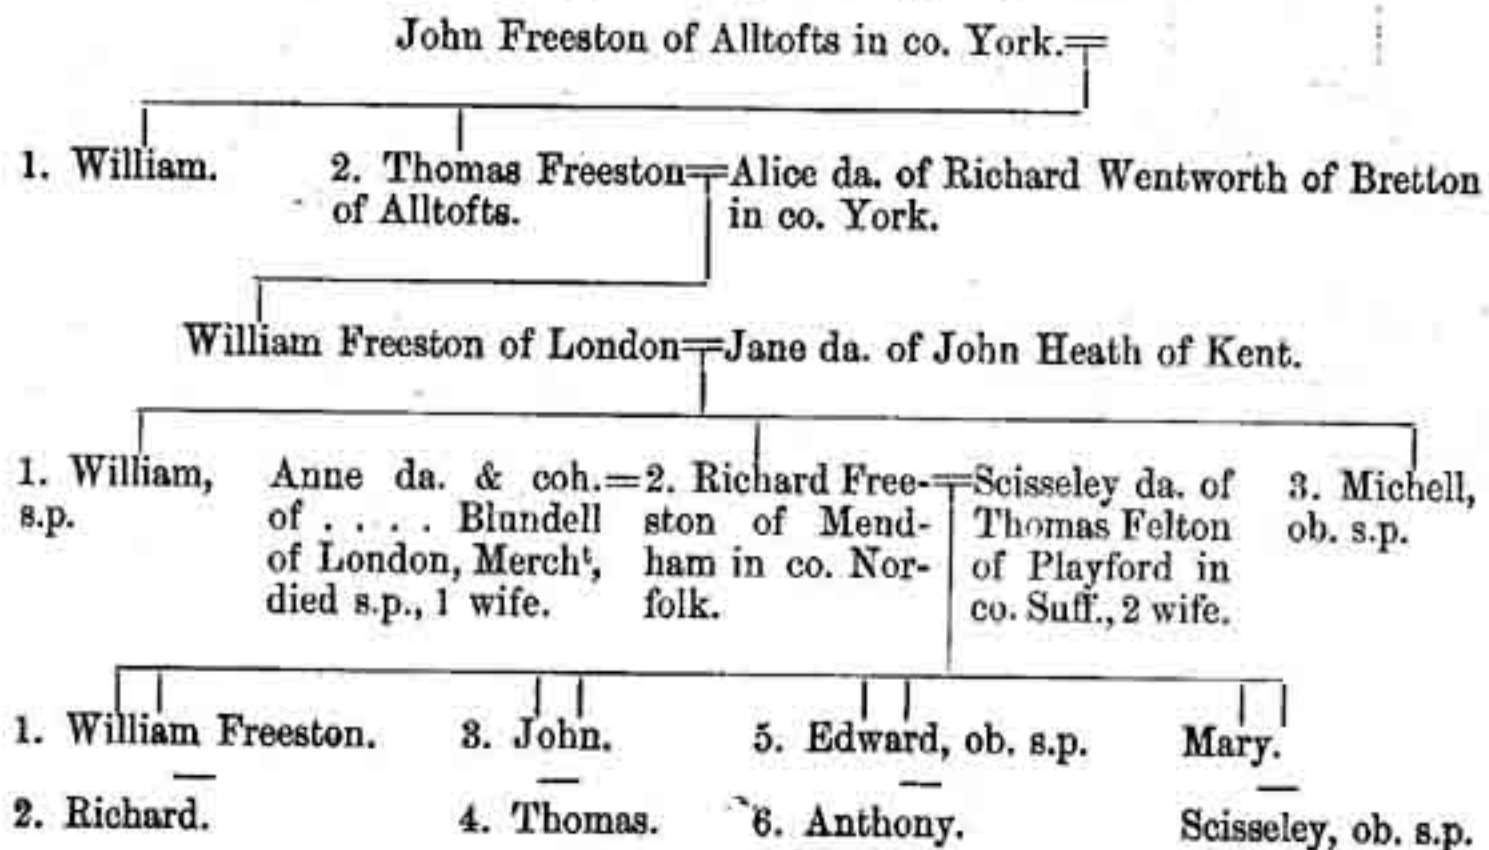 John Freeston of Alltofts in co. York.
1. William.
2. Thomas Freeston
of Alltofts.
Alice da. of Richard Wentworth of Bretton
in co. York.
William Freeston of London
Jane da. of John Heath of Kent.
1. William,
s.p.
Anne da. & coh.
of . . . . Blundell
of London, Mercht,
died s.p., 1 wife.
2. Richard Free-
ston of Mend-
ham in co. Nor-
folk.
Scisseley da. of
Thomas Felton
of Playford in
co. Suff., 2 wife.
3. Michell,
ob. s.p.
1. William Freeston.
2. Richard.
3. John.
4. Thomas.
5. Edward, ob. s.p.
6. Anthony.
Mary.
Scisseley, ob. s.p.